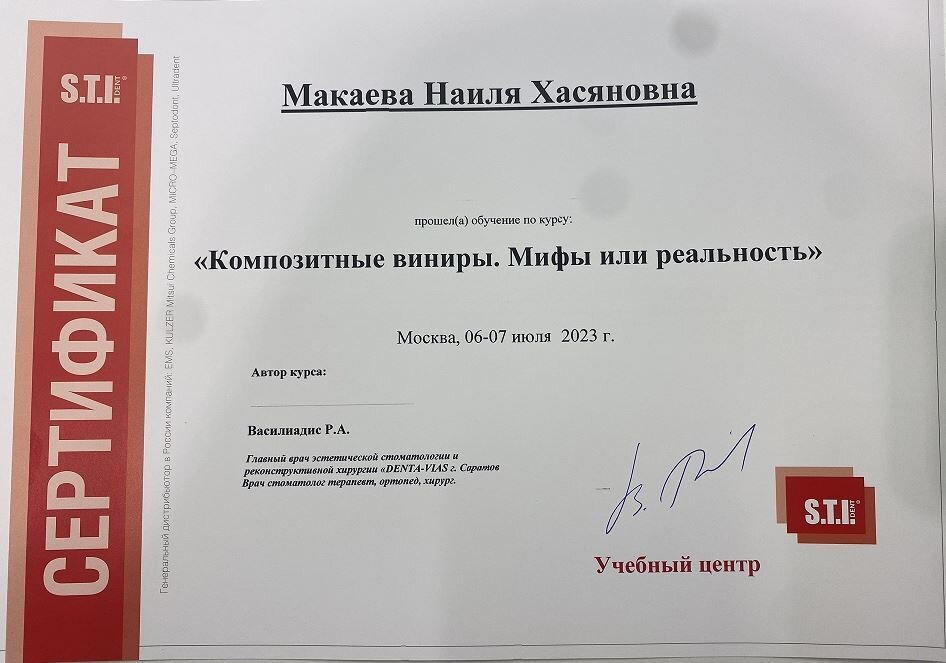 S.T.I.
DENT
СЕРТИФИКАТ
Генеральный дистрибьютор в России компаний: EMS, KULZER Mitsui Chemicals Group, MICRO-MEGA, Septodont, Ultradent
Макаева Наиля Хасяновна
прошел(а) обучение по курсу:
«Композитные виниры. Мифы или реальность»
Москва, 06-07 июля 2023 г.
Автор курса:
Василиадис Р.А.
Главный врач эстетической стоматологии и
реконструктивной хирургии «DENTA-VIAS г. Саратов
Врач стоматолог терапевт, ортопед, хирург.
S.T.I.
DENT
Учебный центр